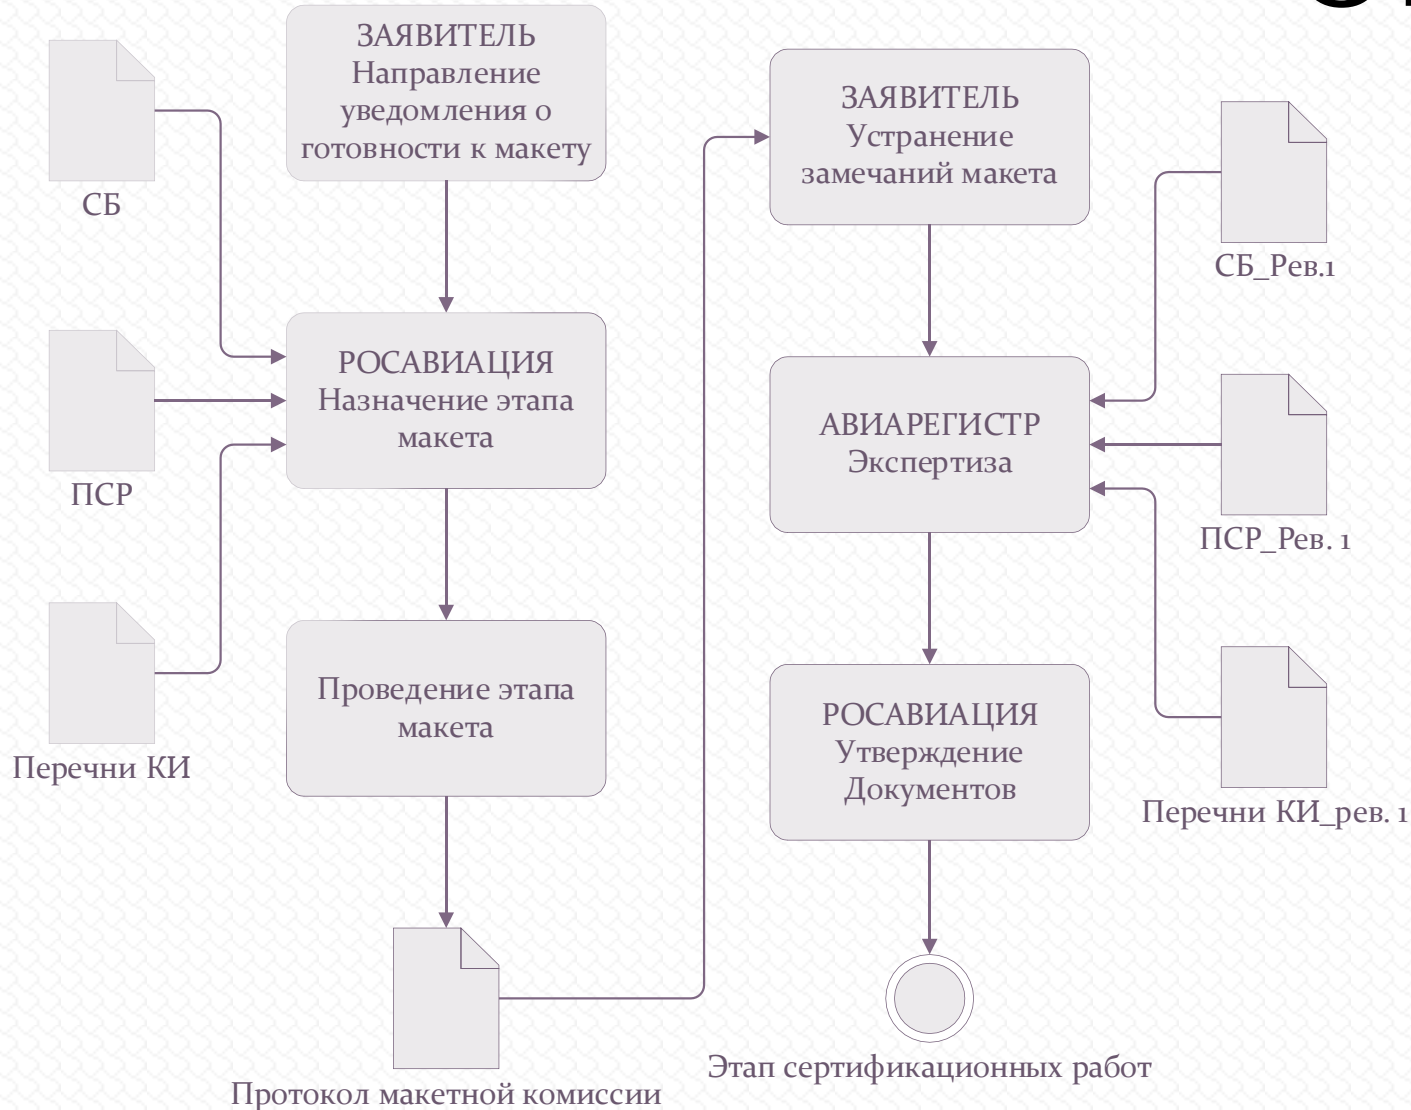 ЗАЯВИТЕЛЬ
Направление
уведомления о
готовности к макету
СБ
РОСАВИАЦИЯ
Назначение этапа
макета
ПСР
Проведение этапа
макета
Перечни КИ
Протокол макетной комиссии
ЗАЯВИТЕЛЬ
Устранение
замечаний макета
СБ_Рев.1
АВИАРЕГИСТР
Экспертиза
ПСР_Рев. 1
РОСАВИАЦИЯ
Утверждение
Документов
Перечни КИ_рев. 1
Этап сертификационных работ